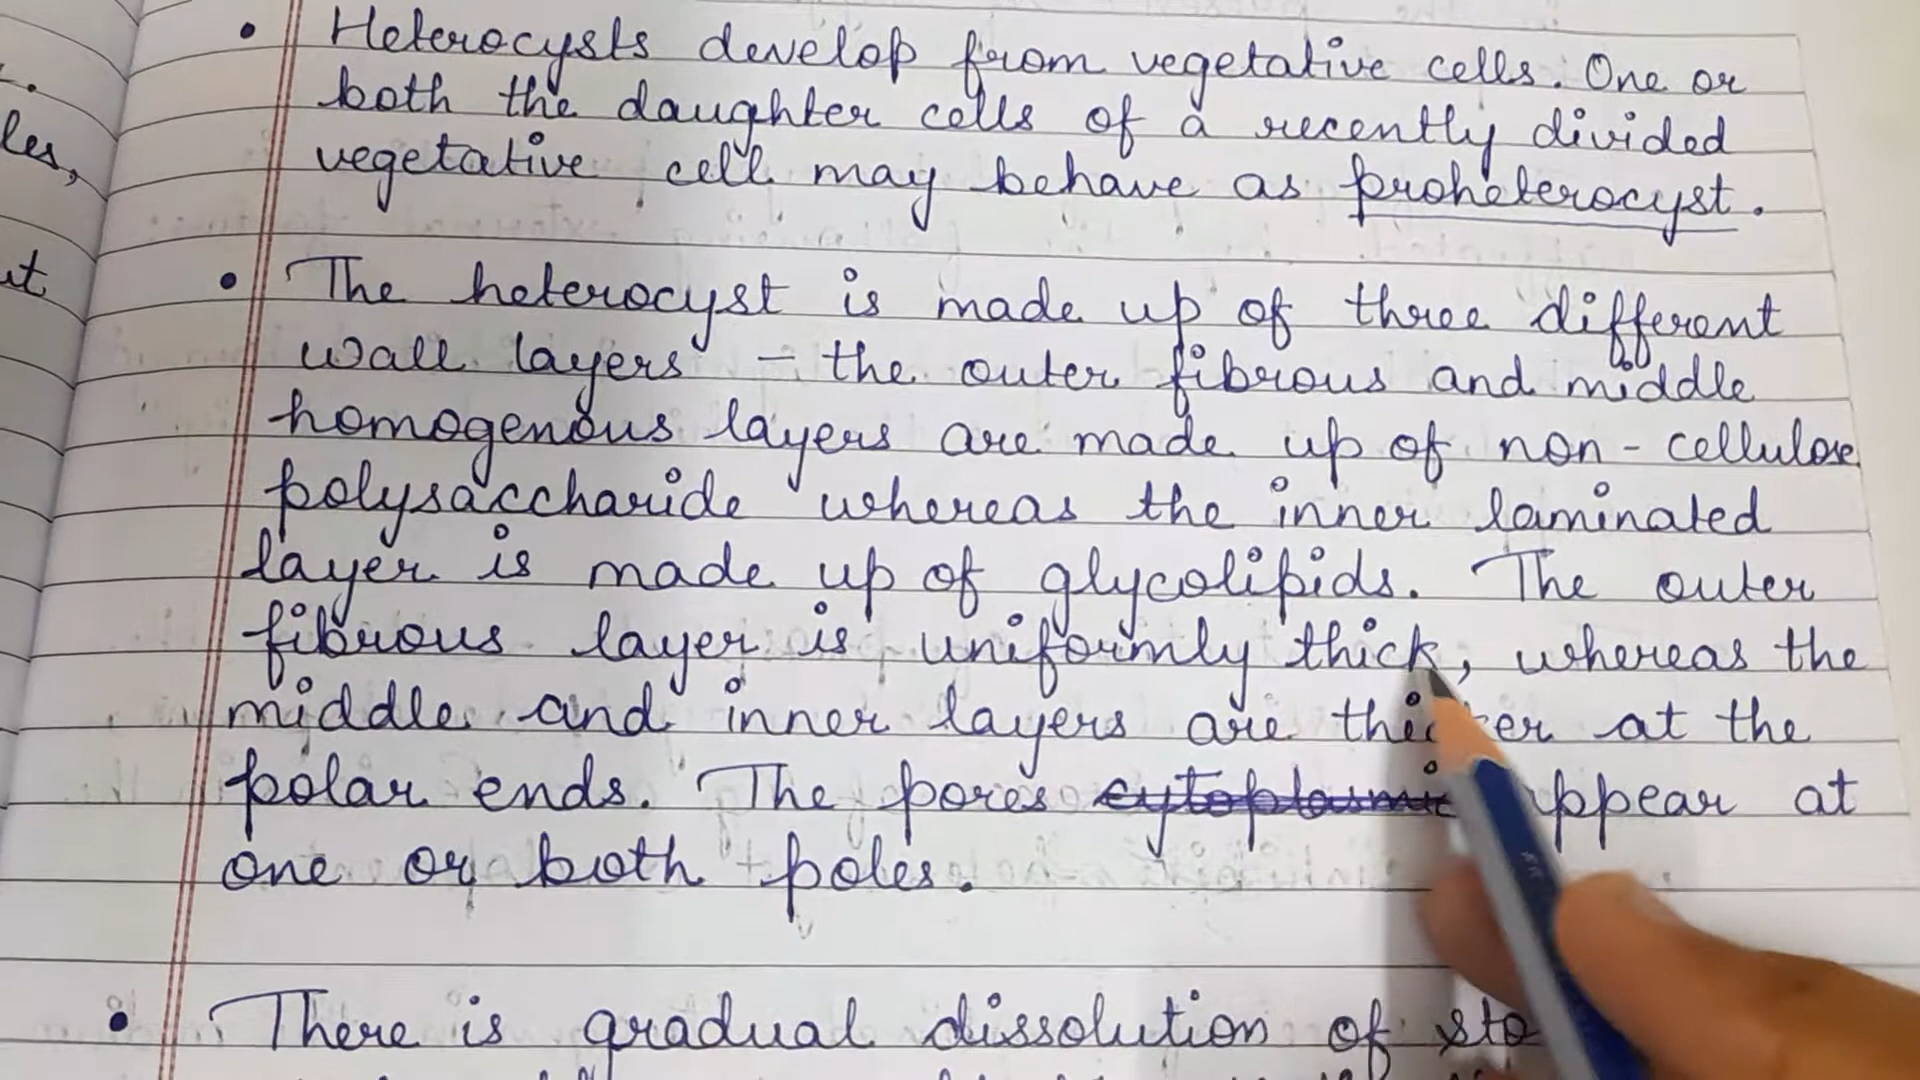 • Heterocysts develop from vegetative cells. One or
both the daughter cells of a recently divided
vegetative cell may behave as proheterocyst.
• The heterocyst is made up of three different
wall layers – the outer fibrous and middle
homogenous layers are made up of non-cellulose
polysaccharide whereas the inner laminated
layer is made up of glycolipids. The outer
fibrous layer is uniformly thick, whereas the
middle and inner layers are thicker at the
polar ends. The pores cytoplasmic appear at
one or both poles.
• There is gradual dissolution of
les,